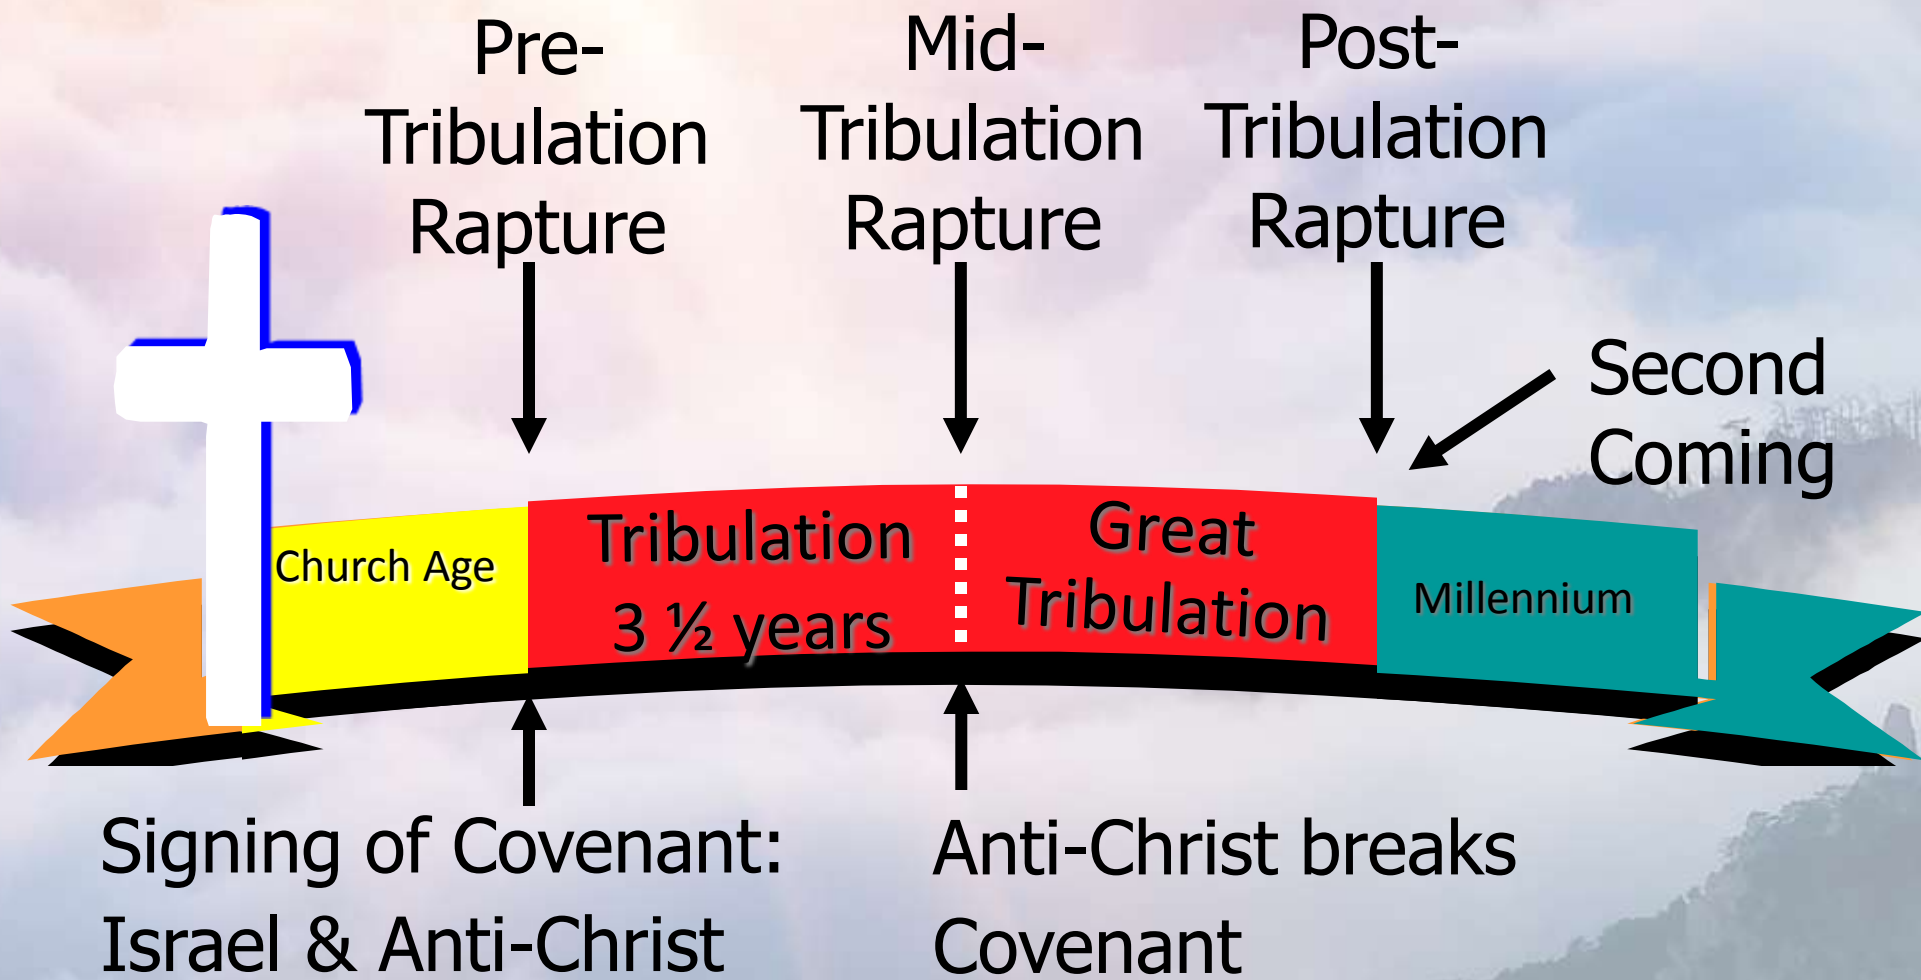 Pre-
Tribulation
Rapture
Mid-
Tribulation
Rapture
Post-
Tribulation
Rapture
Second
Coming
Church Age
Tribulation
3 ½ years
Great
Tribulation
Millennium
Signing of Covenant:
Israel & Anti-Christ
Anti-Christ breaks
Covenant